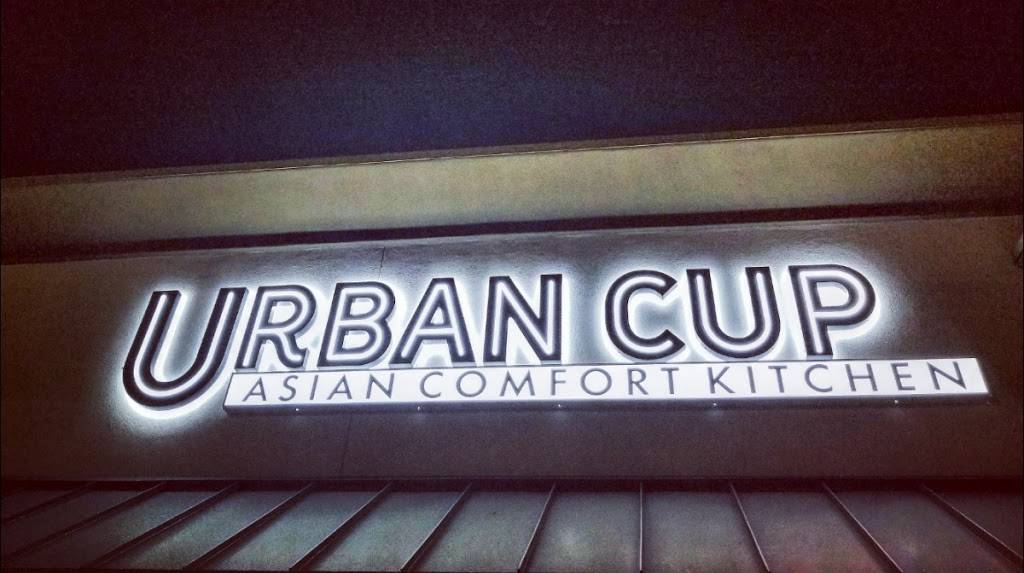 URBAN CUP
ASIAN COMFORT KITCHEN